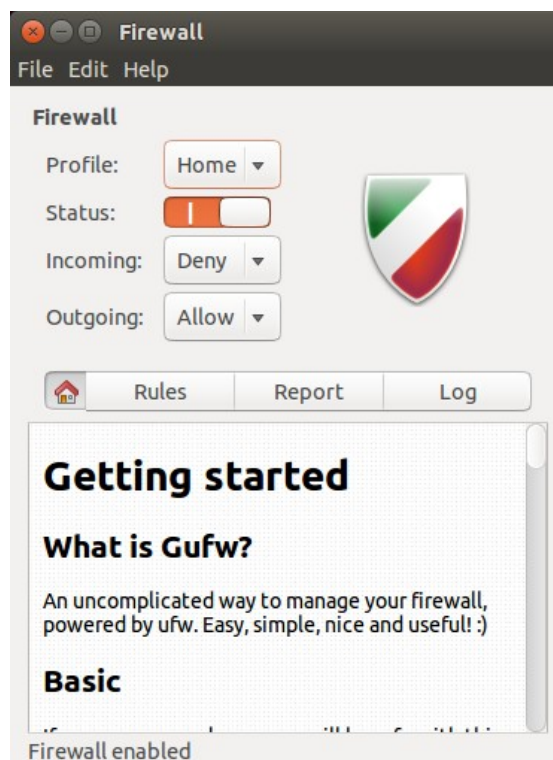 Firewall
File Edit Help
Firewall
Profile: Home
Status:
Incoming: Deny
Outgoing: Allow
Rules Report Log
Getting started
What is Gufw?
An uncomplicated way to manage your firewall,
powered by ufw. Easy, simple, nice and useful! :)
Basic
Firewall enabled